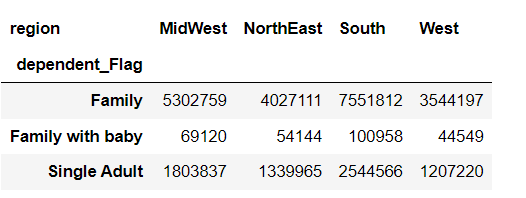 region MidWest NorthEast South West
dependent_Flag
Family 5302759 4027111 7551812 3544197
Family with baby 69120 54144 100958 44549
Single Adult 1803837 1339965 2544566 1207220